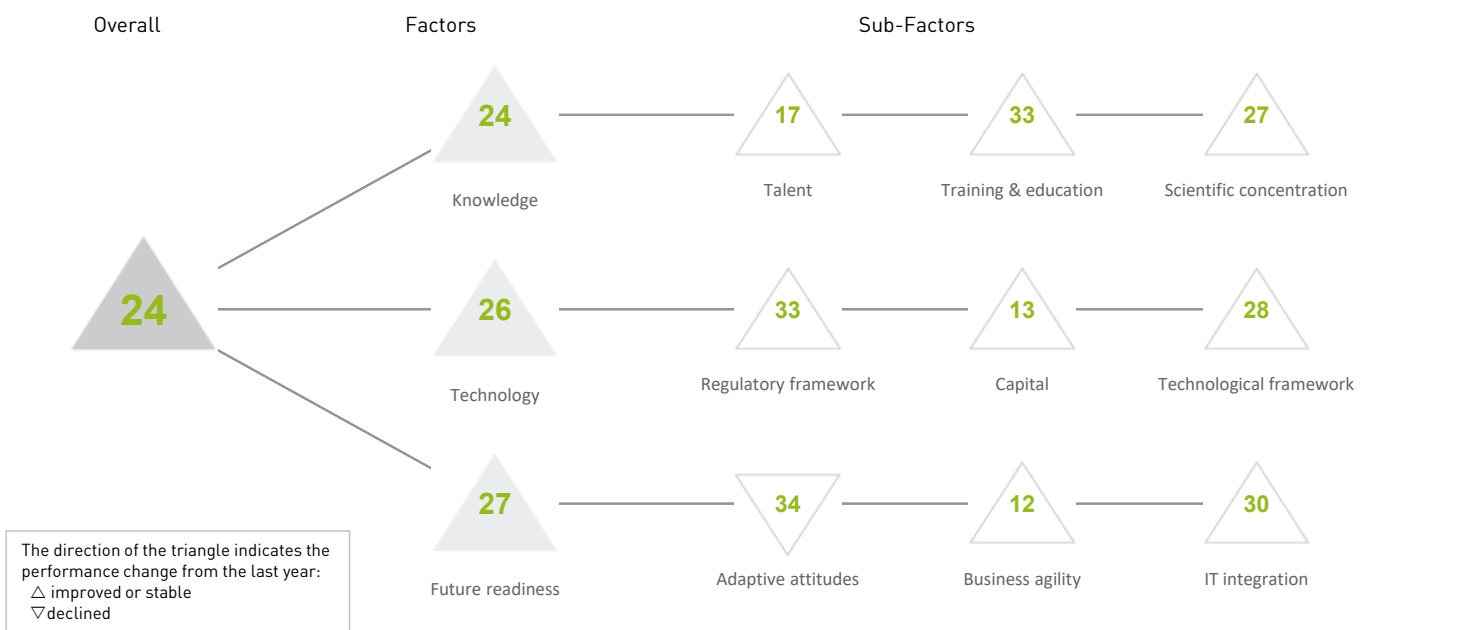 Overall Factors Sub-Factors
24 17 33 27
Knowledge Talent Training & education Scientific concentration
24
26 33 13 28
Technology Regulatory framework Capital Technological framework
27 34 12 30
Future readiness Adaptive attitudes Business agility IT integration
The direction of the triangle indicates the
performance change from the last year:
△ improved or stable
▽ declined